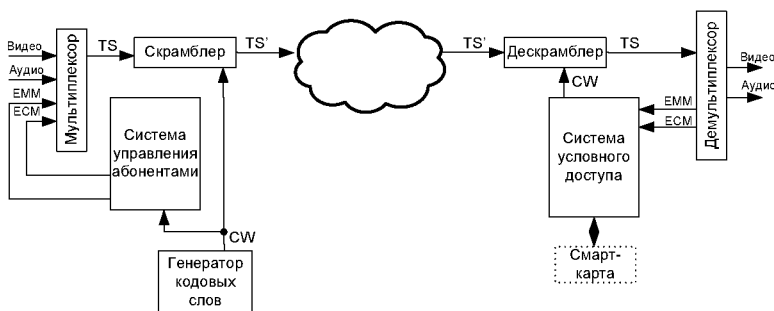 Видео
Аудио
EMM
ECM
Мультиплексор
TS
Скрамблер
TS'
TS'
Дескрамблер
TS
Демультиплексор
Видео
Аудио
CW
EMM
ECM
Система
управления
абонентами
Система
условного
доступа
CW
Генератор
кодовых
слов
Смарт-
карта